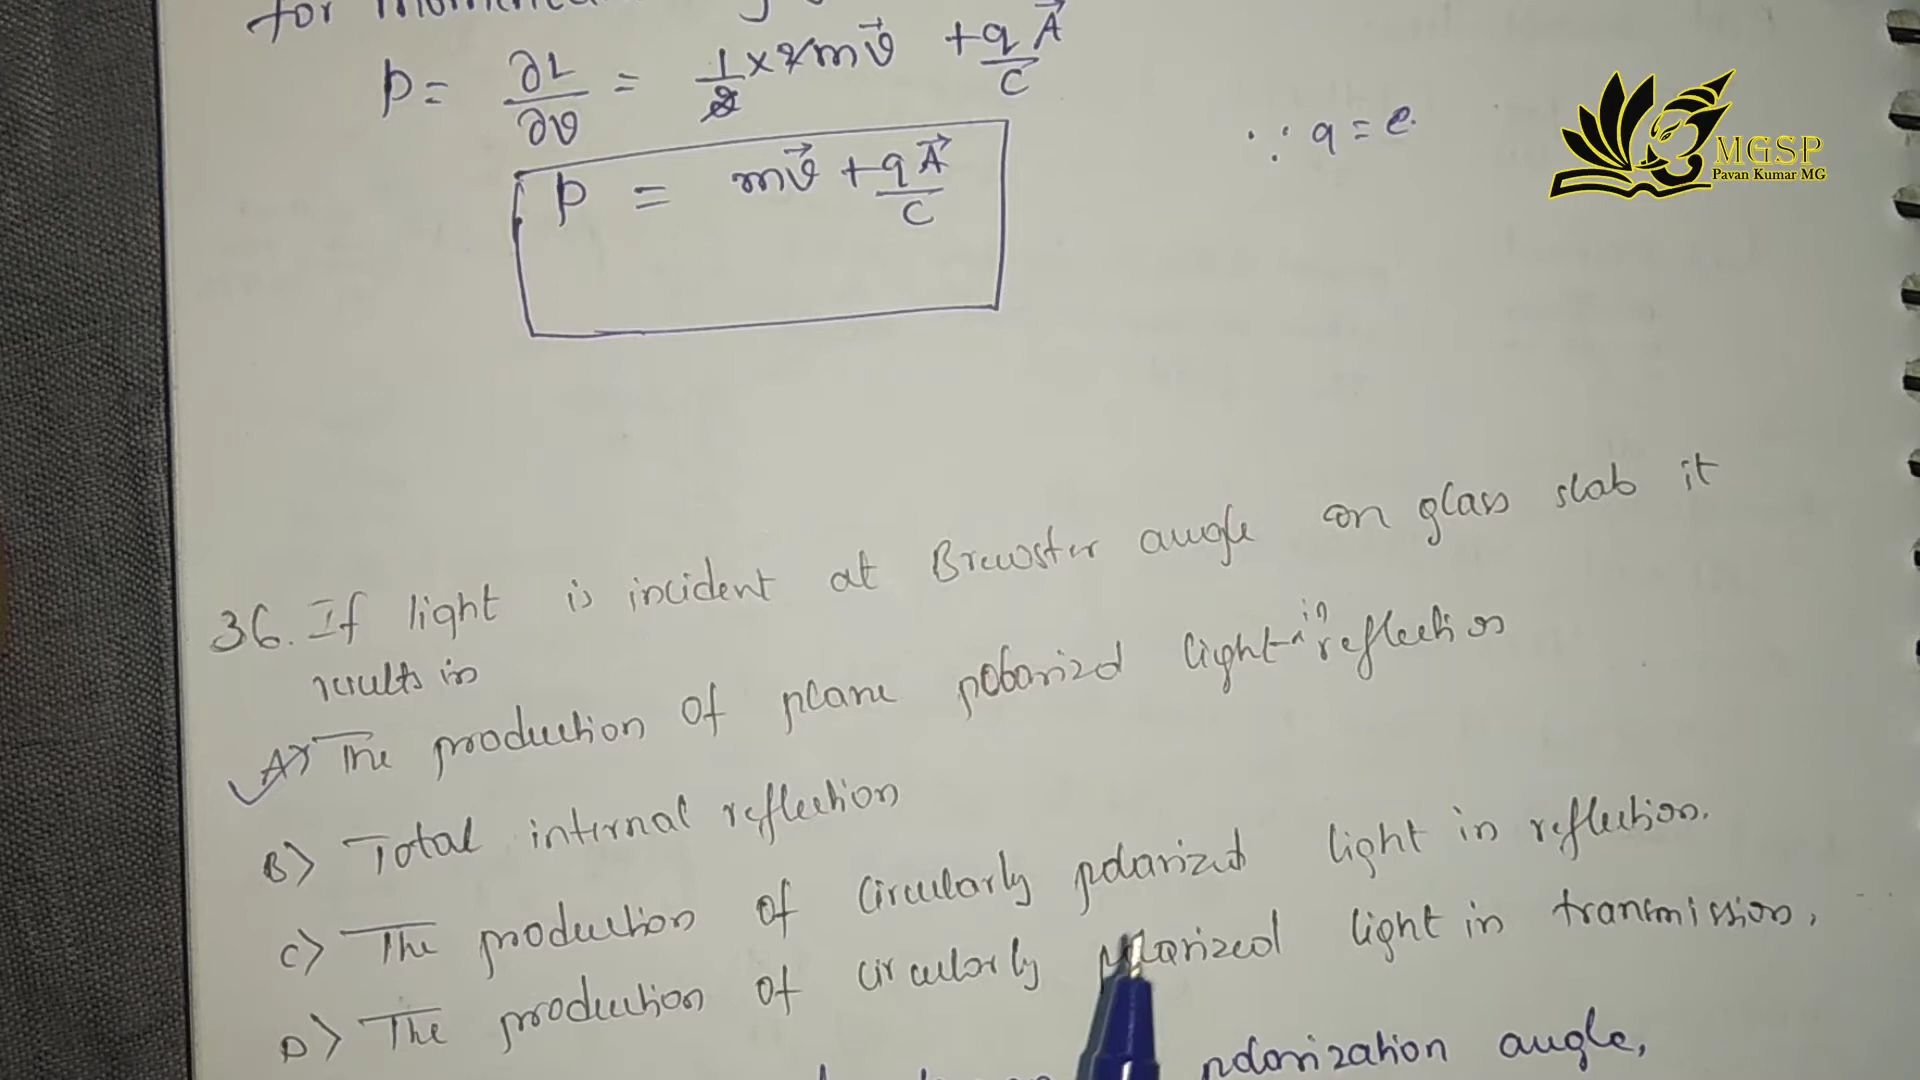 for
p = ∂L/∂v = 1/2 × 2mv⃗ + qA⃗/C
∵ q = e.
p = mv⃗ + qA⃗/C
MGSP
Pavan Kumar MG
36. If light is incident at Brewster angle on glass slab it
results in
A) The production of plane polarized light in reflection
B) Total internal reflection
C) The production of circularly polarized light in reflection.
D) The production of circularly polarized light in transmission.
polarization angle,